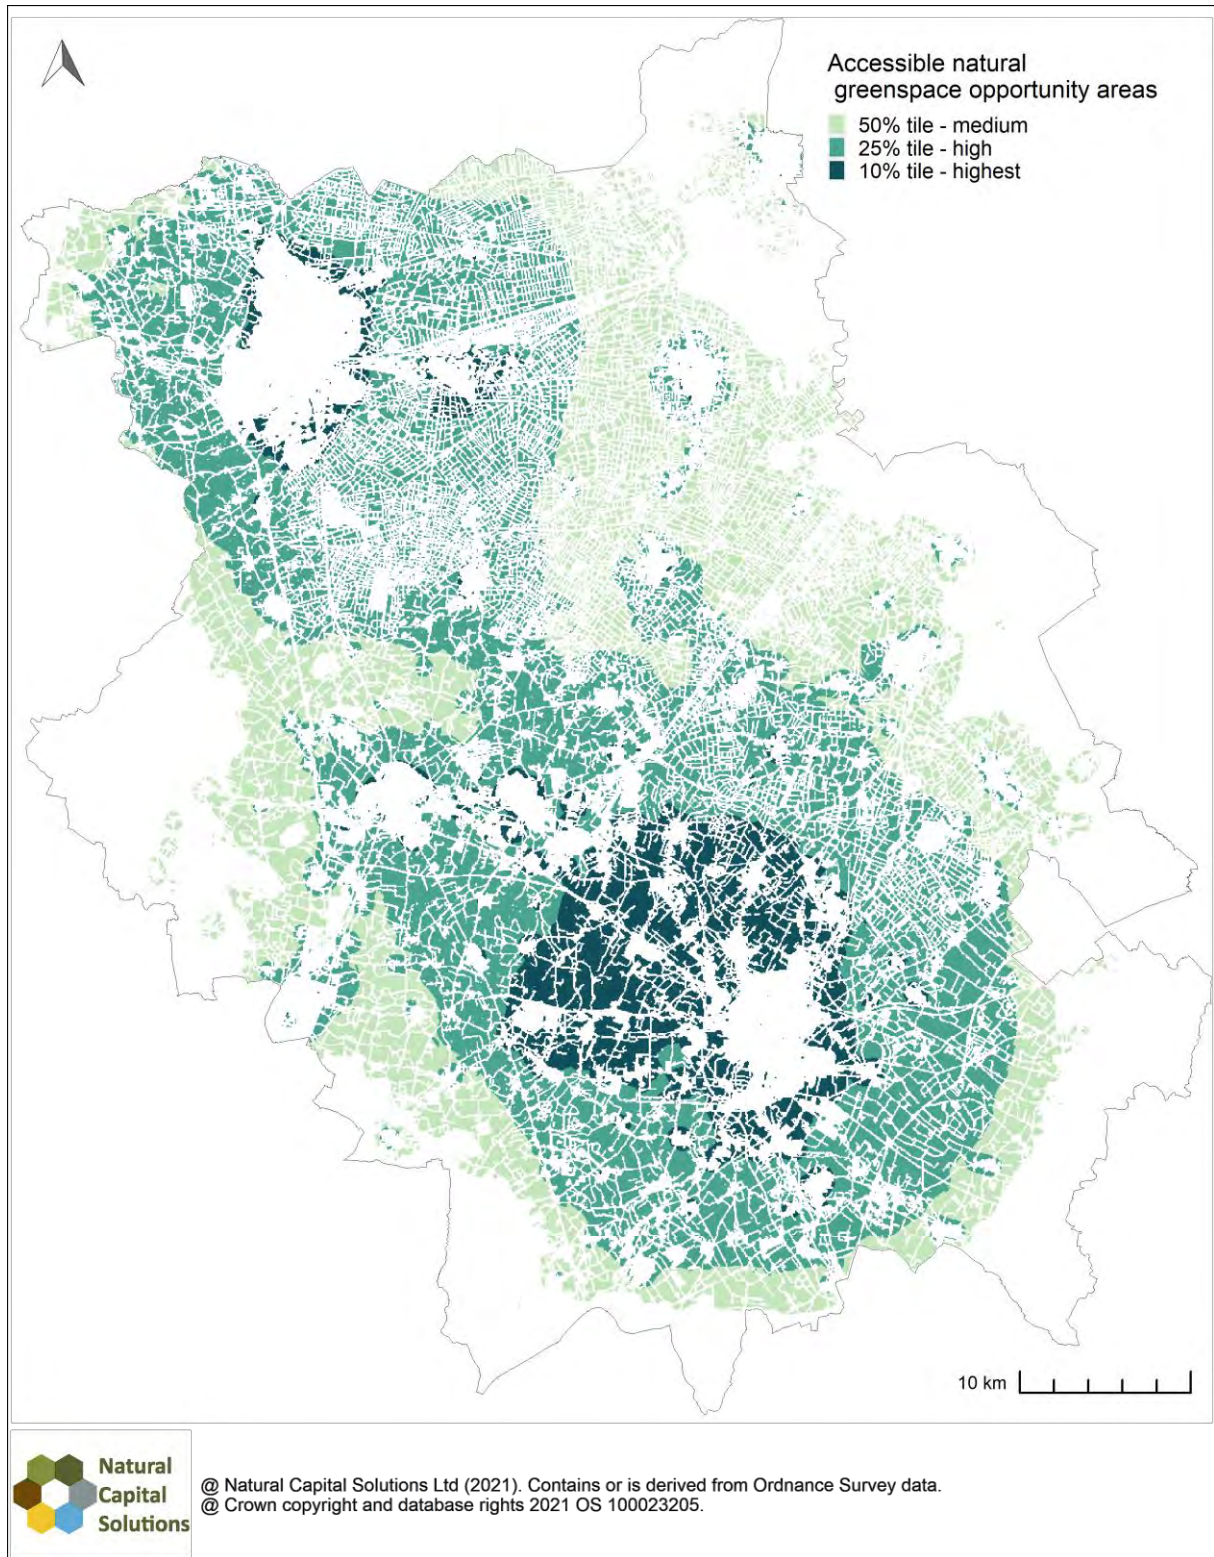 Accessible natural
greenspace opportunity areas
50% tile - medium
25% tile - high
10% tile - highest
10 km
Natural
Capital
Solutions
@ Natural Capital Solutions Ltd (2021). Contains or is derived from Ordnance Survey data.
@ Crown copyright and database rights 2021 OS 100023205.